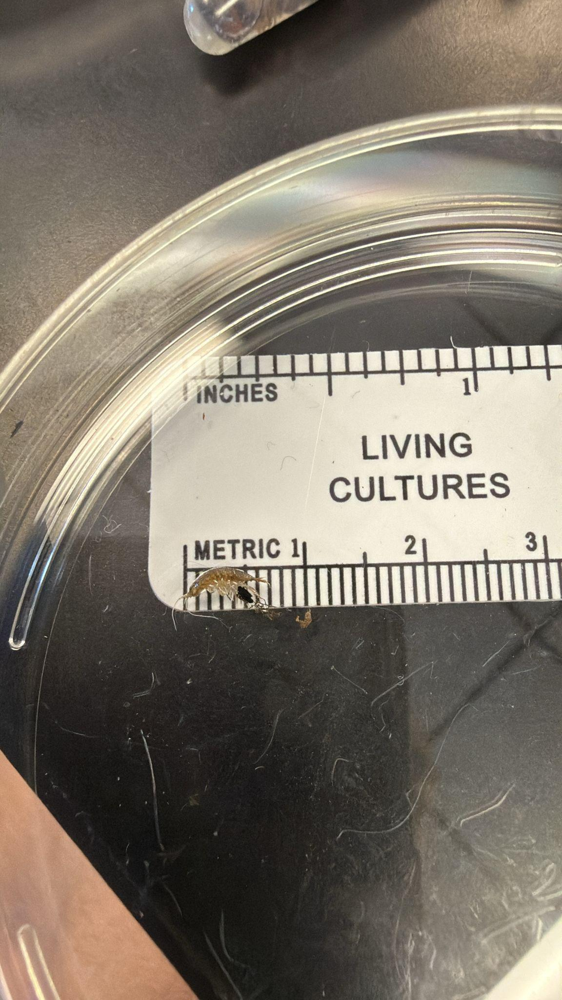 INCHES 1
LIVING
CULTURES
METRIC 1 2 3